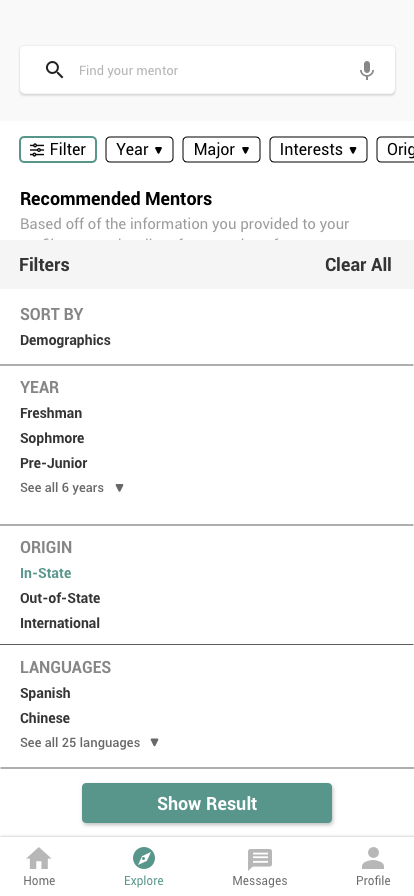 Find your mentor
Filter Year ▼ Major ▼ Interests ▼ Orig
Recommended Mentors
Based off of the information you provided to your
Filters Clear All
SORT BY
Demographics
YEAR
Freshman
Sophmore
Pre-Junior
See all 6 years ▼
ORIGIN
In-State
Out-of-State
International
LANGUAGES
Spanish
Chinese
See all 25 languages ▼
Show Result
Home Explore Messages Profile